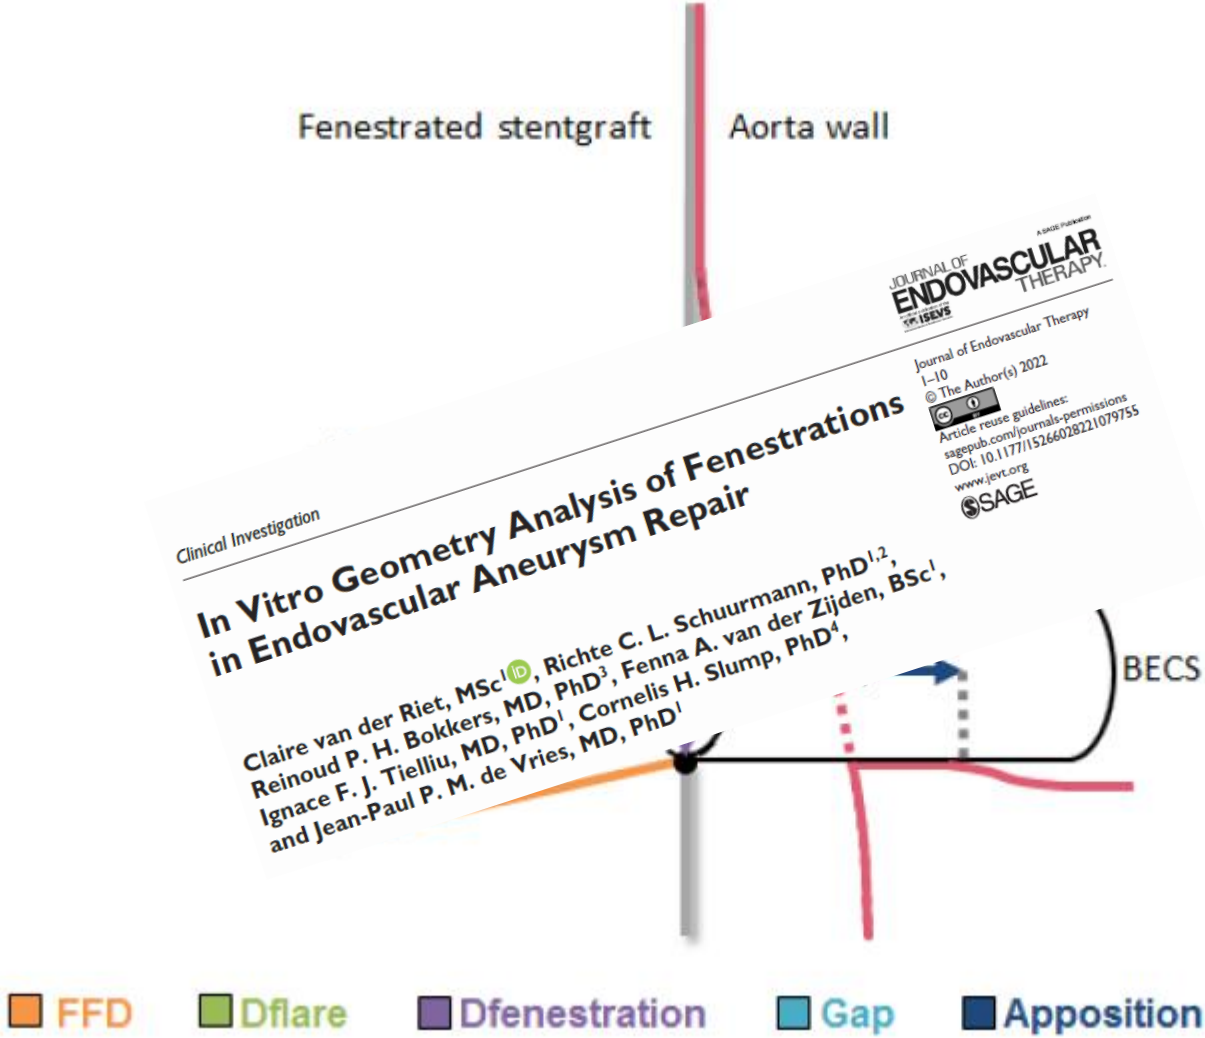 Fenestrated stentgraft
Aorta wall
A SAGE Publication
JOURNAL OF
ENDOVASCULAR
THERAPY
ISEVS
Clinical Investigation
In Vitro Geometry Analysis of Fenestrations
in Endovascular Aneurysm Repair
Journal of Endovascular Therapy
1–10
© The Author(s) 2022
cc
BY
Article reuse guidelines:
sagepub.com/journals-permissions
DOI: 10.1177/15266028221079755
www.jevt.org
SAGE
Claire van der Riet, MSc¹ iD, Richte C. L. Schuurmann, PhD¹,²,
Reinoud P. H. Bokkers, MD, PhD³, Fenna A. van der Zijden, BSc¹,
Ignace F. J. Tielliu, MD, PhD¹, Cornelis H. Slump, PhD⁴,
and Jean-Paul P. M. de Vries, MD, PhD¹
BECS
FFD
Dflare
Dfenestration
Gap
Apposition